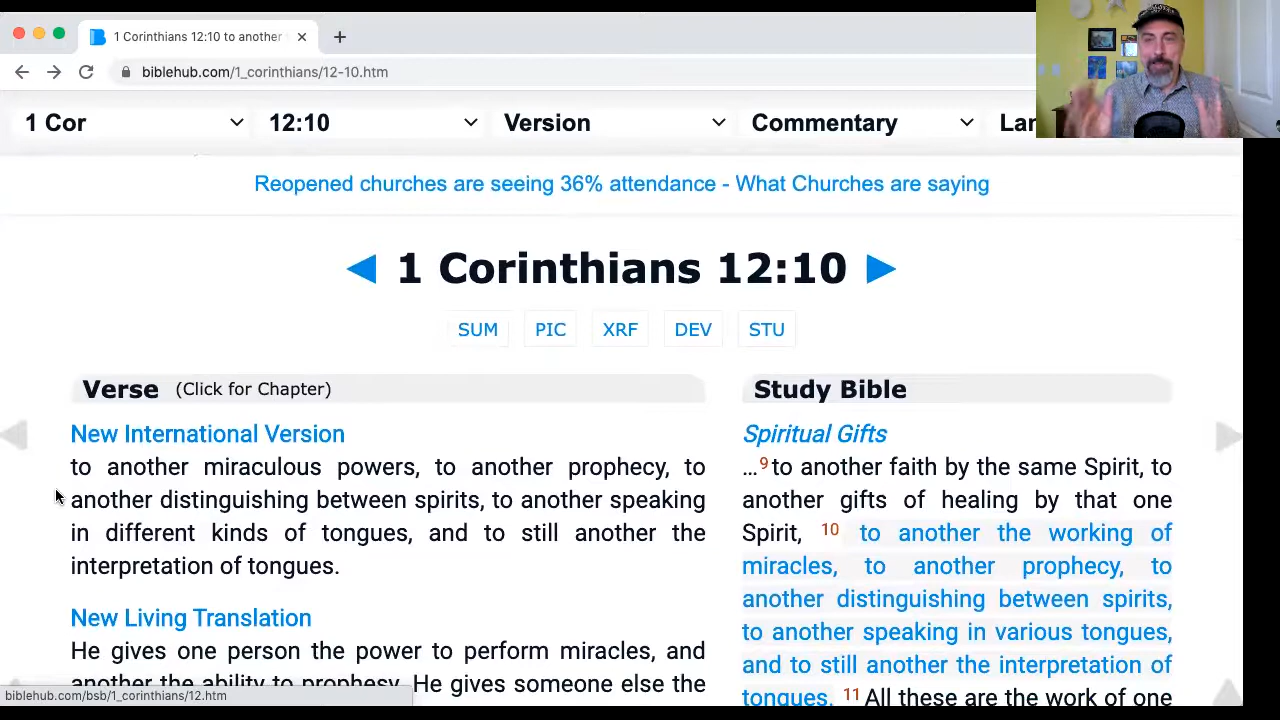 1 Corinthians 12:10 to another
biblehub.com/1_corinthians/12-10.htm
1 Cor
12:10
Version
Commentary
Reopened churches are seeing 36% attendance - What Churches are saying
1 Corinthians 12:10
SUM
PIC
XRF
DEV
STU
Verse (Click for Chapter)
New International Version
to another miraculous powers, to another prophecy, to
another distinguishing between spirits, to another speaking
in different kinds of tongues, and to still another the
interpretation of tongues.
New Living Translation
He gives one person the power to perform miracles, and
another the ability to prophesy. He gives someone else the
Study Bible
Spiritual Gifts
…9 to another faith by the same Spirit, to
another gifts of healing by that one
Spirit, 10 to another the working of
miracles, to another prophecy, to
another distinguishing between spirits,
to another speaking in various tongues,
and to still another the interpretation of
tongues. 11 All these are the work of one
biblehub.com/bsb/1_corinthians/12.htm